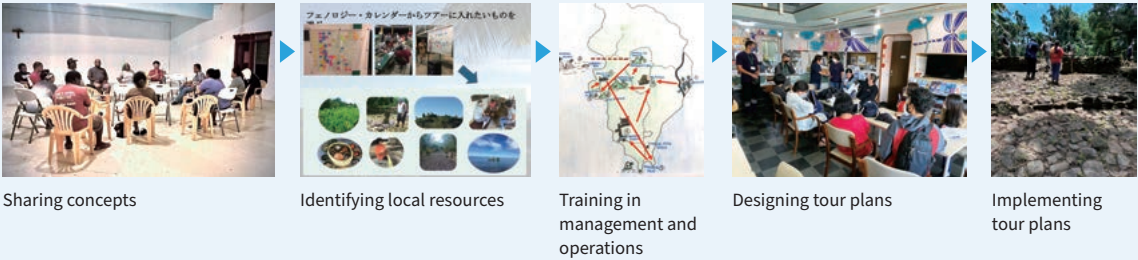 フェノロジー・カレンダーからツアーに入れたいものを
Sharing concepts
Identifying local resources
Training in
management and
operations
Designing tour plans
Implementing
tour plans